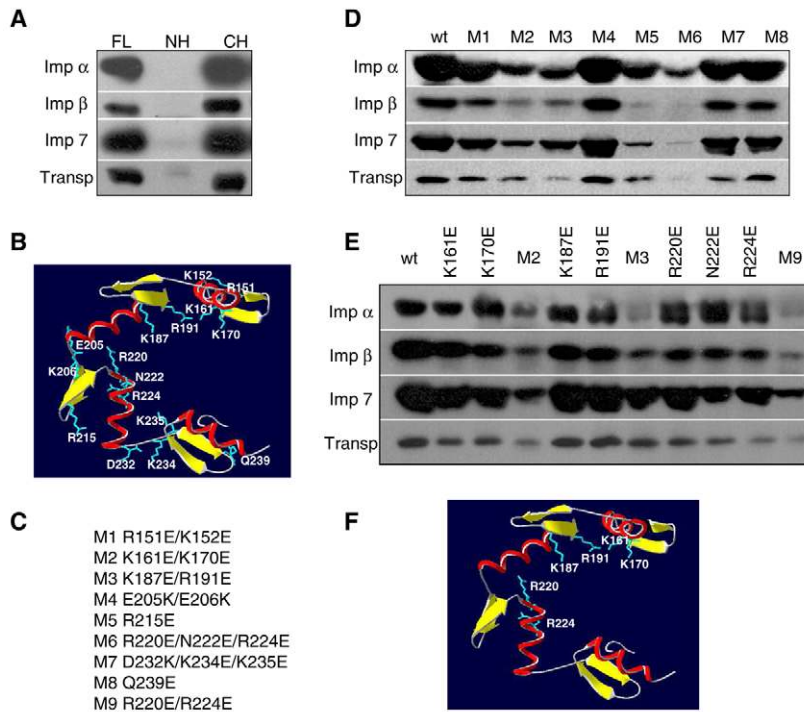 A
FL NH CH
Imp α
Imp β
Imp 7
Transp
B
K152
R151
K161
R191
K187 K170
E205
R220
K206
N222
R224
K235
R215
D232 K234 Q239
C
M1 R151E/K152E
M2 K161E/K170E
M3 K187E/R191E
M4 E205K/E206K
M5 R215E
M6 R220E/N222E/R224E
M7 D232K/K234E/K235E
M8 Q239E
M9 R220E/R224E
D
wt M1 M2 M3 M4 M5 M6 M7 M8
Imp α
Imp β
Imp 7
Transp
E
wt K161E K170E M2 K187E R191E M3 R220E N222E R224E M9
Imp α
Imp β
Imp 7
Transp
F
K161
R191
K187 K170
R220
R224